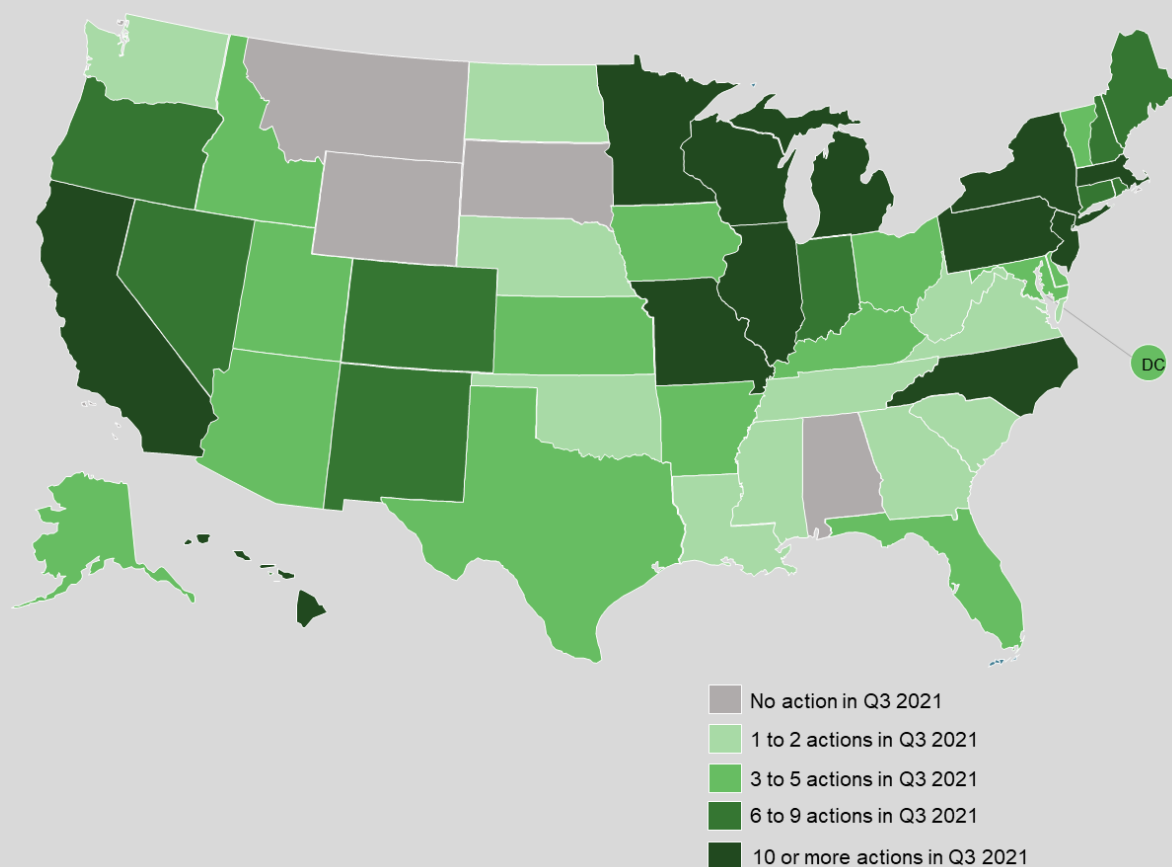 DC
No action in Q3 2021
1 to 2 actions in Q3 2021
3 to 5 actions in Q3 2021
6 to 9 actions in Q3 2021
10 or more actions in Q3 2021